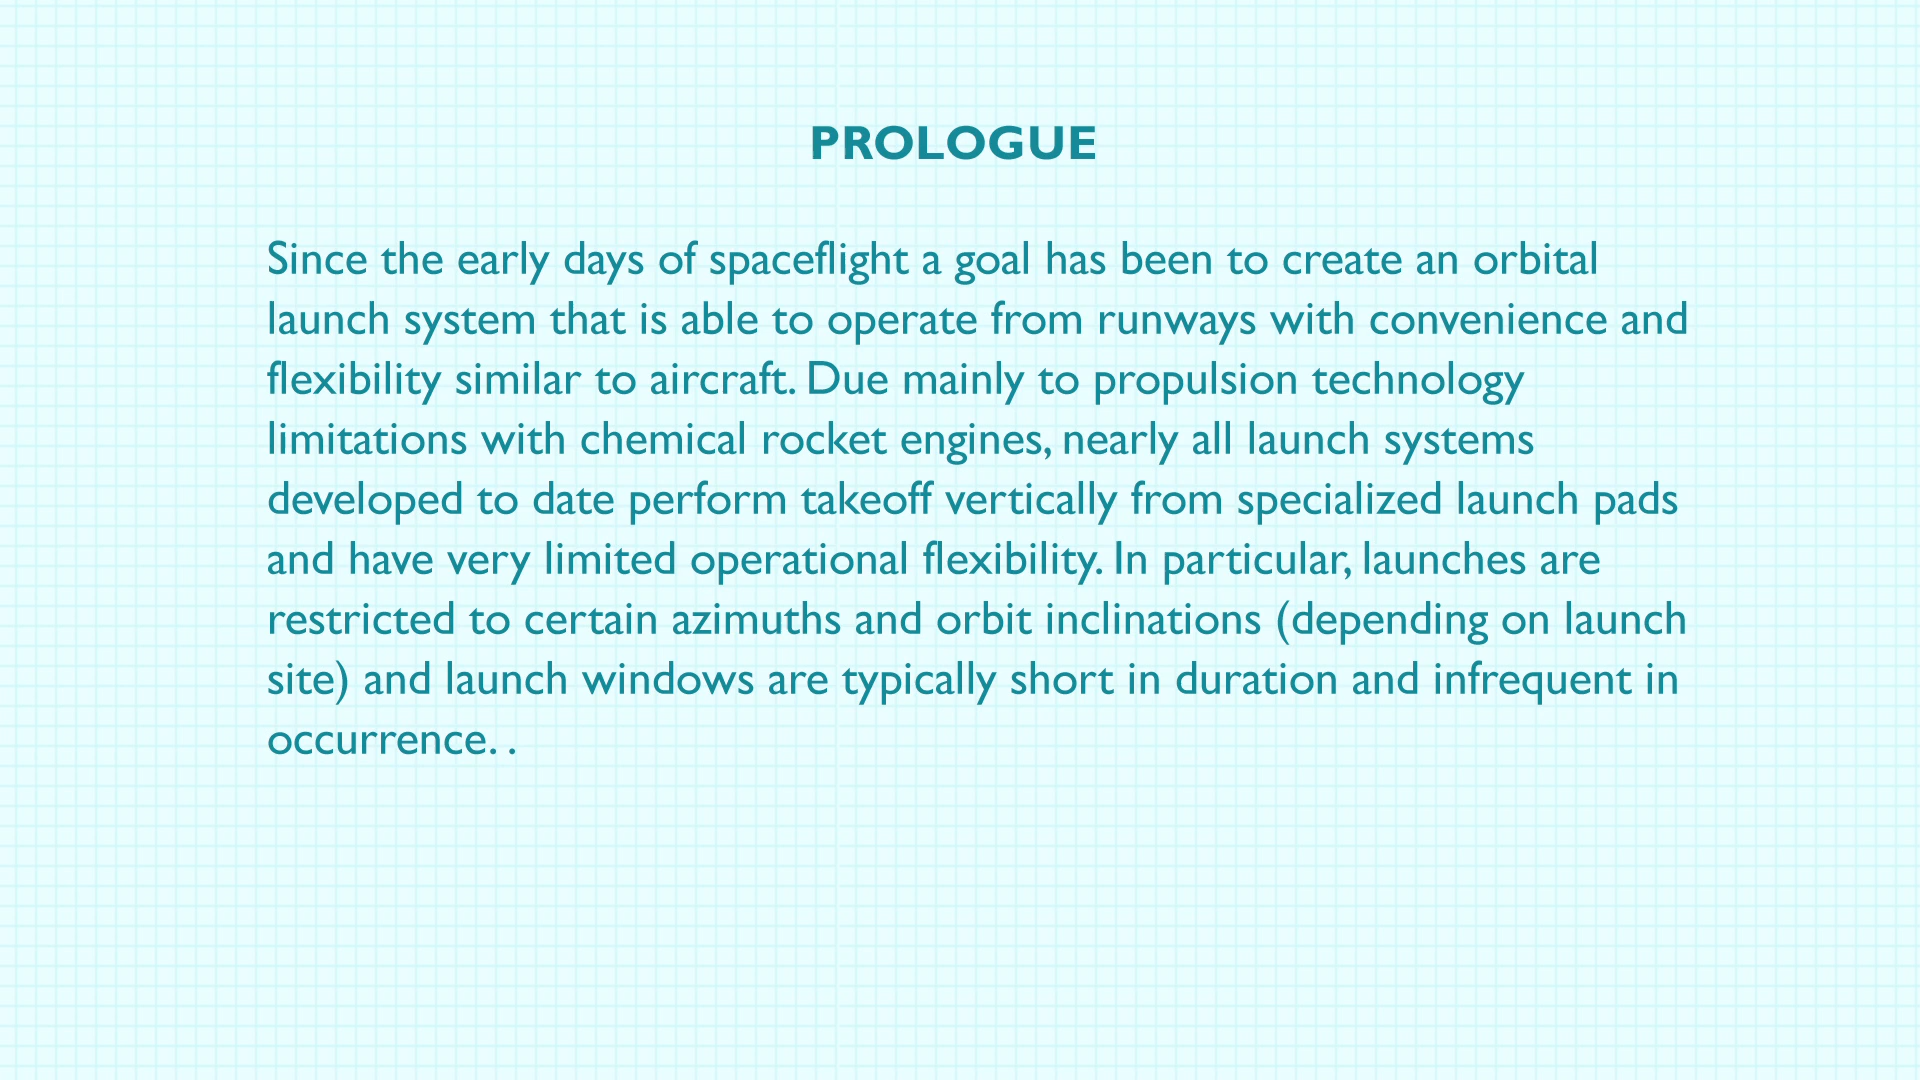 PROLOGUE
Since the early days of spaceflight a goal has been to create an orbital
launch system that is able to operate from runways with convenience and
flexibility similar to aircraft. Due mainly to propulsion technology
limitations with chemical rocket engines, nearly all launch systems
developed to date perform takeoff vertically from specialized launch pads
and have very limited operational flexibility. In particular, launches are
restricted to certain azimuths and orbit inclinations (depending on launch
site) and launch windows are typically short in duration and infrequent in
occurrence. .